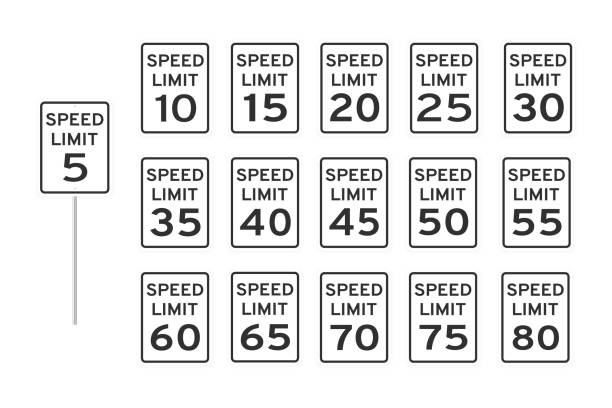 SPEED
LIMIT
5
SPEED
LIMIT
10
SPEED
LIMIT
15
SPEED
LIMIT
20
SPEED
LIMIT
25
SPEED
LIMIT
30
SPEED
LIMIT
35
SPEED
LIMIT
40
SPEED
LIMIT
45
SPEED
LIMIT
50
SPEED
LIMIT
55
SPEED
LIMIT
60
SPEED
LIMIT
65
SPEED
LIMIT
70
SPEED
LIMIT
75
SPEED
LIMIT
80